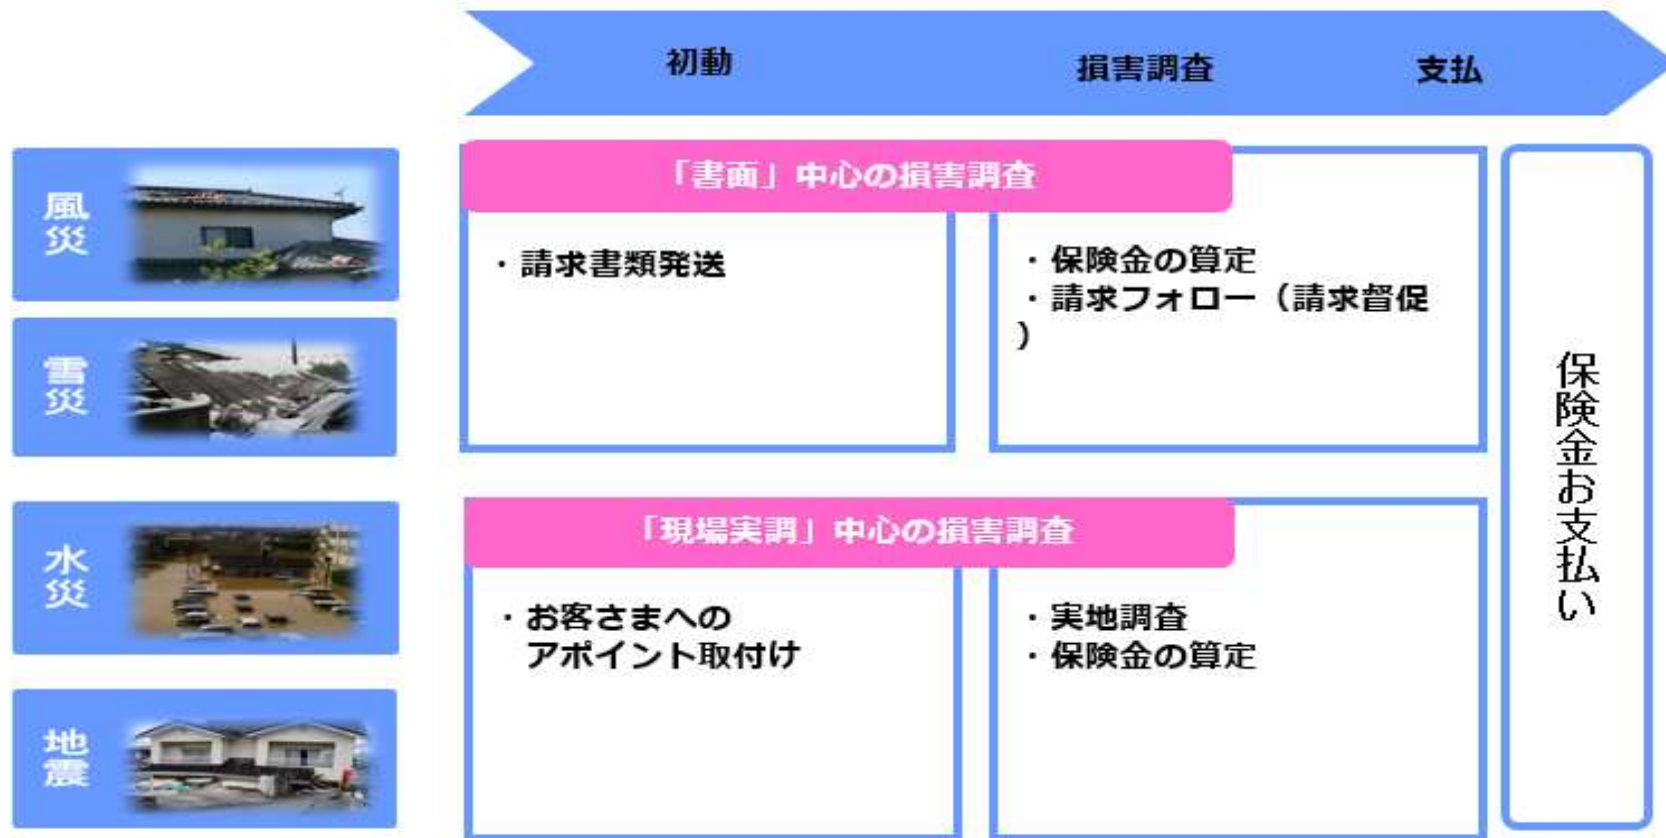 初動
損害調査
支払
風災
「書面」中心の損害調査
・請求書類発送
・保険金の算定
・請求フォロー（請求督促
）
雪災
水災
「現場実調」中心の損害調査
・お客さまへの
アポイント取付け
・実地調査
・保険金の算定
地震
保険金お支払い